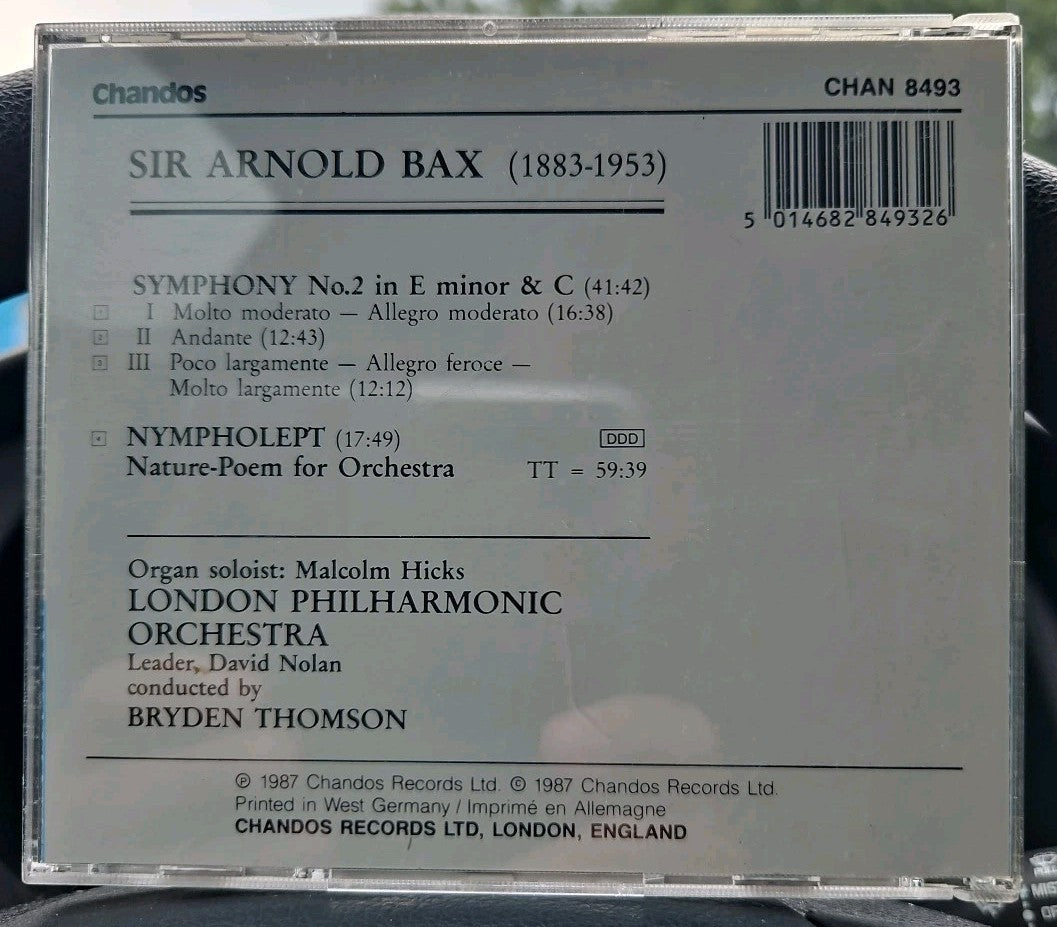 Chandos
CHAN 8493
SIR ARNOLD BAX (1883-1953)
5 014682 849326
SYMPHONY No.2 in E minor & C (41:42)
1 I Molto moderato — Allegro moderato (16:38)
2 II Andante (12:43)
3 III Poco largamente — Allegro feroce —
Molto largamente (12:12)
4 NYMPHOLEPT (17:49) DDD
Nature-Poem for Orchestra TT = 59:39
Organ soloist: Malcolm Hicks
LONDON PHILHARMONIC
ORCHESTRA
Leader, David Nolan
conducted by
BRYDEN THOMSON
℗ 1987 Chandos Records Ltd. © 1987 Chandos Records Ltd.
Printed in West Germany / Imprimé en Allemagne
CHANDOS RECORDS LTD, LONDON, ENGLAND